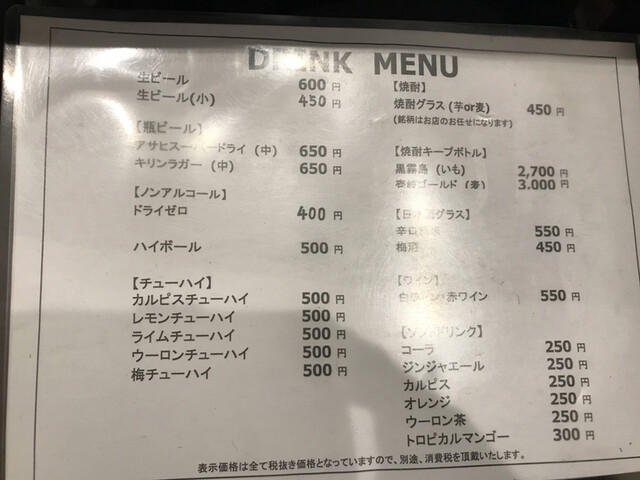 DRINK MENU
生ビール 600円
生ビール(小) 450円
【瓶ビール】
アサヒスーパードライ (中) 650円
キリンラガー (中) 650円
【ノンアルコール】
ドライゼロ 400円
ハイボール 500円
【チューハイ】
カルピスチューハイ 500円
レモンチューハイ 500円
ライムチューハイ 500円
ウーロンチューハイ 500円
梅チューハイ 500円
【焼酎】
焼酎グラス (芋or麦) 450円
(銘柄はお店のお任せになります)
【焼酎キープボトル】
黒霧島 (いも) 2,700円
壱岐ゴールド (麦) 3,000円
【日本酒グラス】
辛口 550円
梅酒 450円
【ワイン】
白ワイン・赤ワイン 550円
【ソフトドリンク】
コーラ 250円
ジンジャエール 250円
カルピス 250円
オレンジ 250円
ウーロン茶 250円
トロピカルマンゴー 300円
表示価格は全て税抜き価格となっていますので、別途、消費税を頂戴いたします。